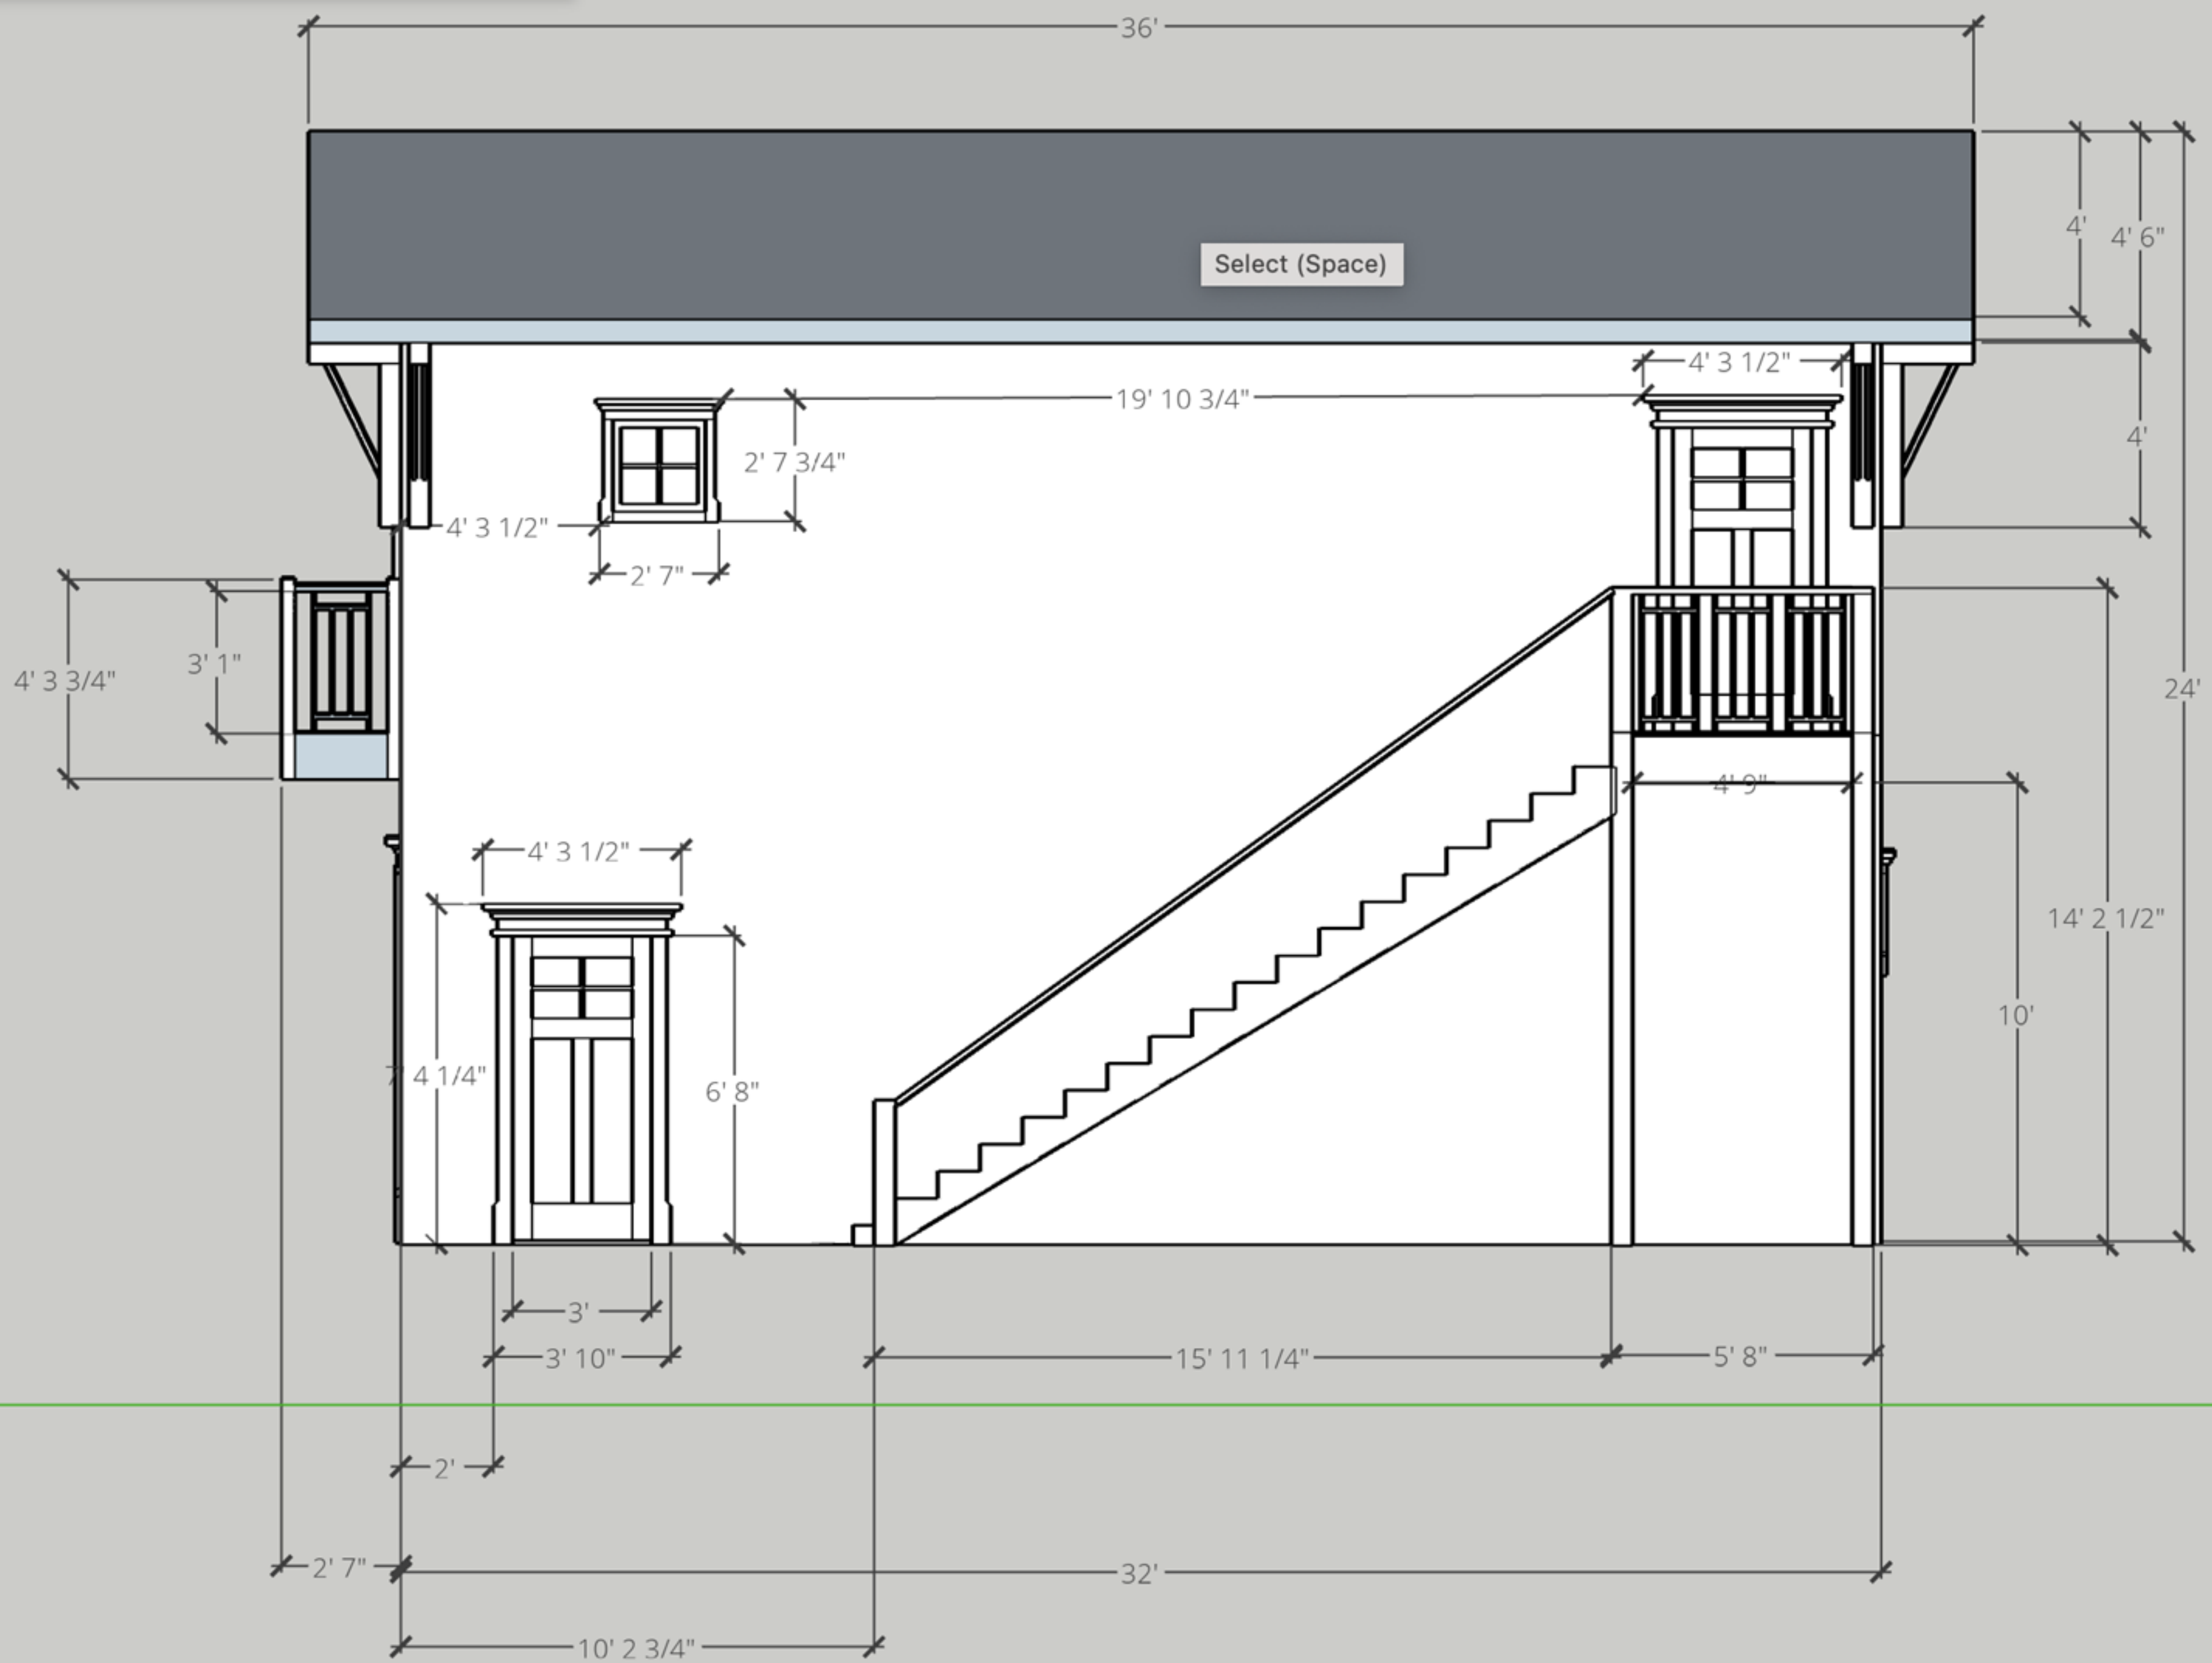 36'
4'
4' 6"
Select (Space)
4' 3 1/2"
19' 10 3/4"
2' 7 3/4"
4'
4' 3 1/2"
2' 7"
3' 1"
4' 3 3/4"
24'
4' 9"
4' 3 1/2"
14' 2 1/2"
10'
7' 4 1/4"
6' 8"
3'
3' 10"
15' 11 1/4"
5' 8"
2'
2' 7"
32'
10' 2 3/4"